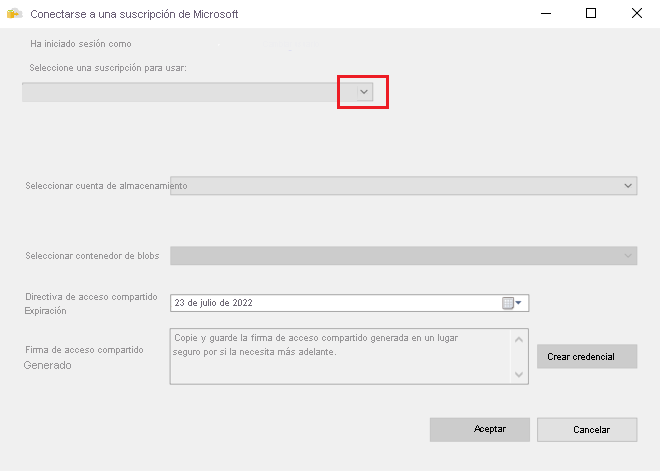 Conectarse a una suscripción de Microsoft
Ha iniciado sesión como
Seleccione una suscripción para usar:
Seleccionar cuenta de almacenamiento
Seleccionar contenedor de blobs
Directiva de acceso compartido
Expiración
23 de julio de 2022
Firma de acceso compartido
Generado
Copie y guarde la firma de acceso compartido generada en un lugar
seguro por si la necesita más adelante.
Crear credencial
Aceptar
Cancelar